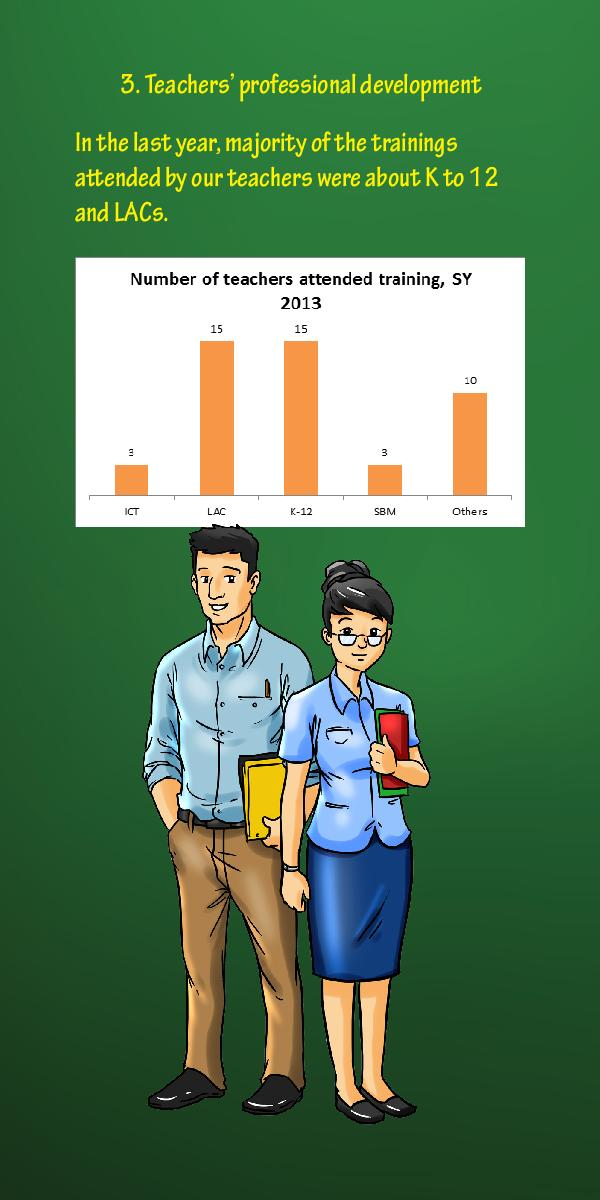 3. Teachers' professional development
In the last year, majority of the trainings
attended by our teachers were about K to 12
and LACs.
Number of teachers attended training, SY
2013
3
15
15
3
10
ICT
LAC
K-12
SBM
Others